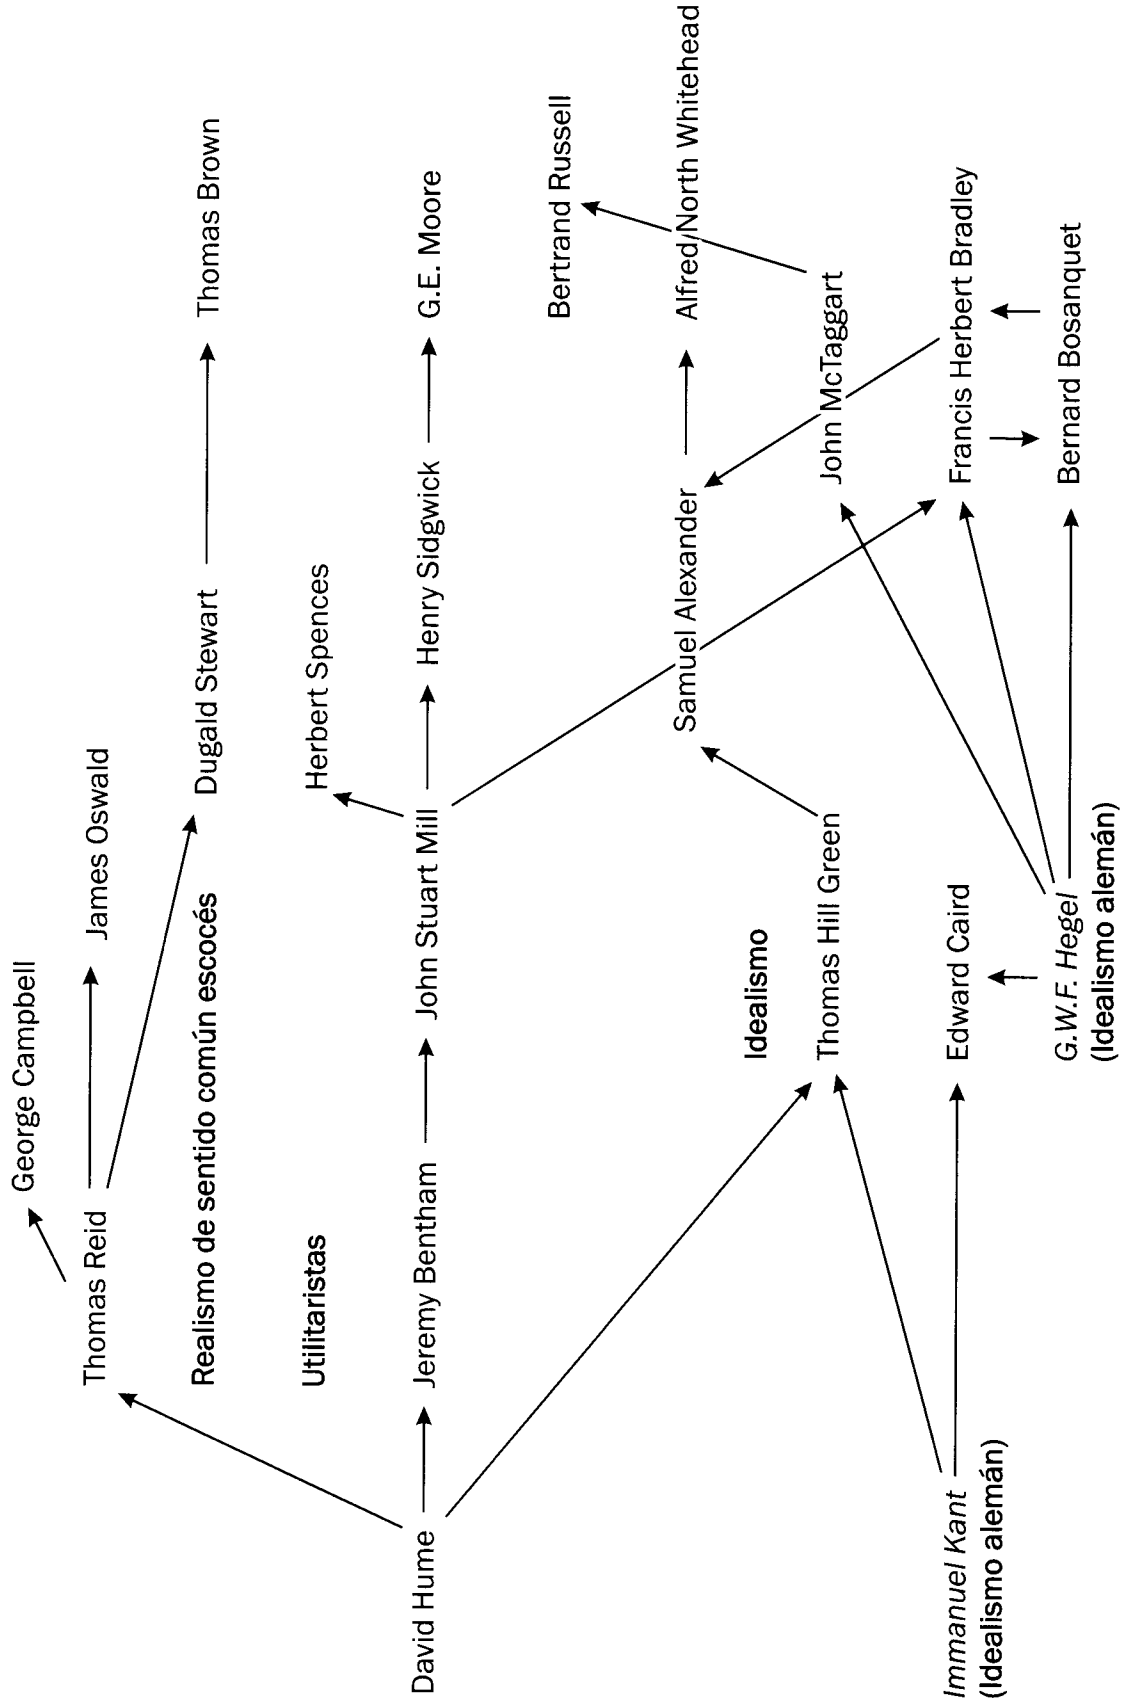 George Campbell
Thomas Reid
James Oswald
Realismo de sentido común escocés
Dugald Stewart
Thomas Brown
Utilitaristas
Herbert Spences
David Hume
Jeremy Bentham
John Stuart Mill
Henry Sidgwick
G.E. Moore
Bertrand Russell
Samuel Alexander
Alfred North Whitehead
Idealismo
Thomas Hill Green
John McTaggart
Immanuel Kant
(Idealismo alemán)
Edward Caird
Francis Herbert Bradley
G.W.F. Hegel
(Idealismo alemán)
Bernard Bosanquet